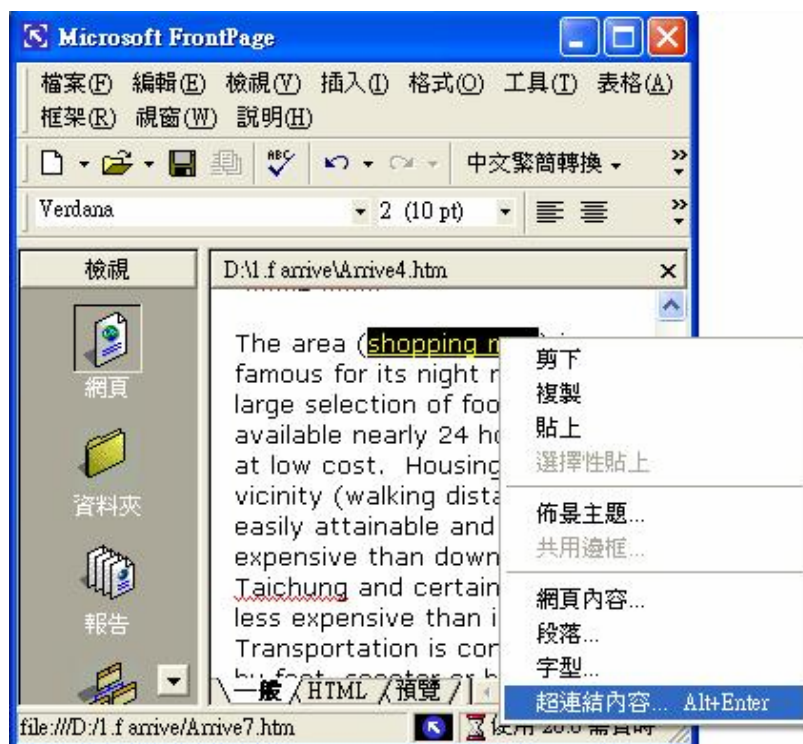 Microsoft FrontPage
檔案(F) 編輯(E) 檢視(V) 插入(I) 格式(O) 工具(T) 表格(A)
框架(R) 視窗(W) 說明(H)
ABC 中文繁簡轉換
Verdana 2 (10 pt)
檢視
D:\1.f arrive\Arrive4.htm
網頁
資料夾
報告
The area (shopping
famous for its night
large selection of
available nearly 24
at low cost. Housing
vicinity (walking
easily attainable and
expensive than
Taichung and certain
less expensive than
Transportation is
一般 HTML 預覽
剪下
複製
貼上
選擇性貼上
佈景主題...
共用邊框...
網頁內容...
段落...
字型...
超連結內容... Alt+Enter
file:///D:/1.f arrive/Arrive7.htm